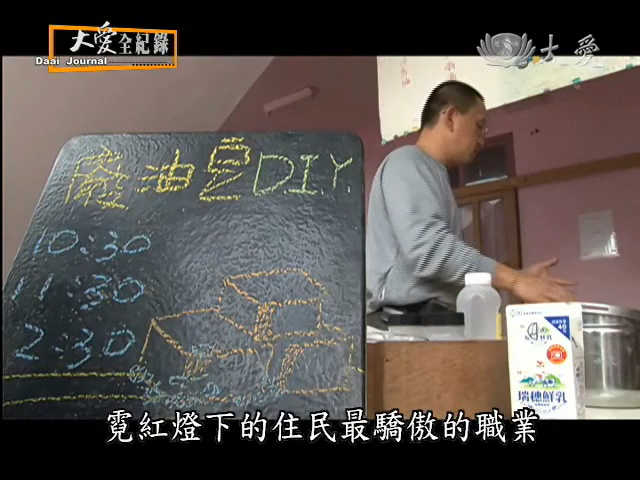 大愛全紀錄
Daai Journal
大愛
廢油皂DIY
10:30
11:30
2:30
瑞穗鮮乳
霓紅燈下的住民最驕傲的職業